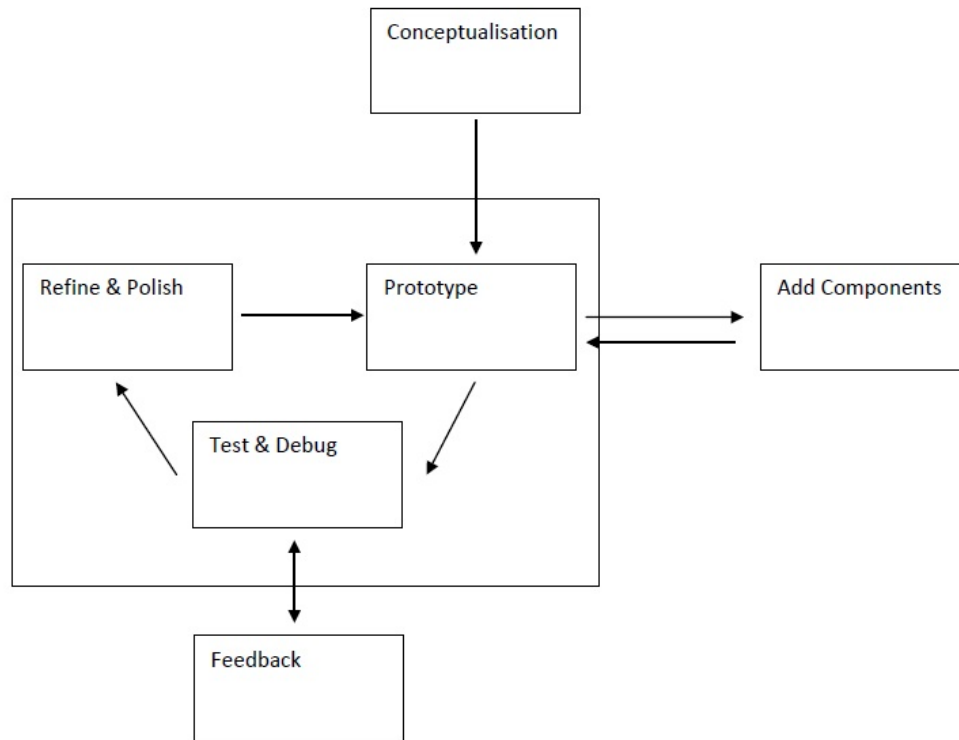 Conceptualisation
Refine & Polish
Prototype
Add Components
Test & Debug
Feedback